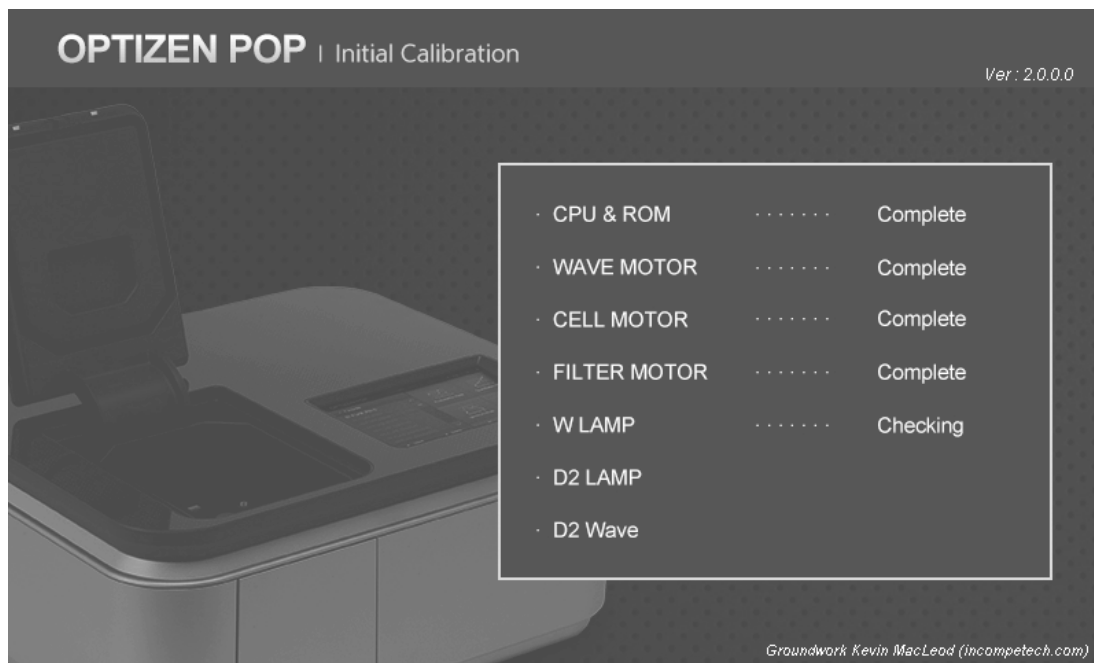 OPTIZEN POP | Initial Calibration
Ver : 2.0.0.0
· CPU & ROM ······· Complete
· WAVE MOTOR ······· Complete
· CELL MOTOR ······· Complete
· FILTER MOTOR ······· Complete
· W LAMP ······· Checking
· D2 LAMP
· D2 Wave
Groundwork Kevin MacLeod (incompetech.com)